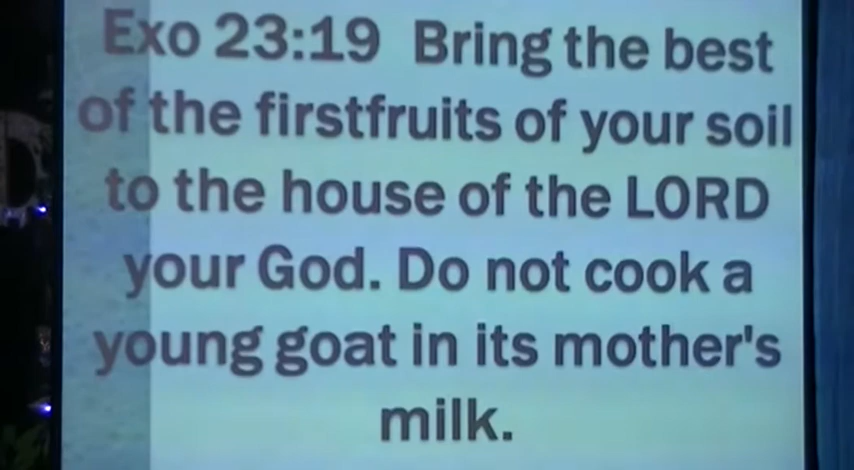 Exo 23:19 Bring the best
of the firstfruits of your soil
to the house of the LORD
your God. Do not cook a
young goat in its mother's
milk.